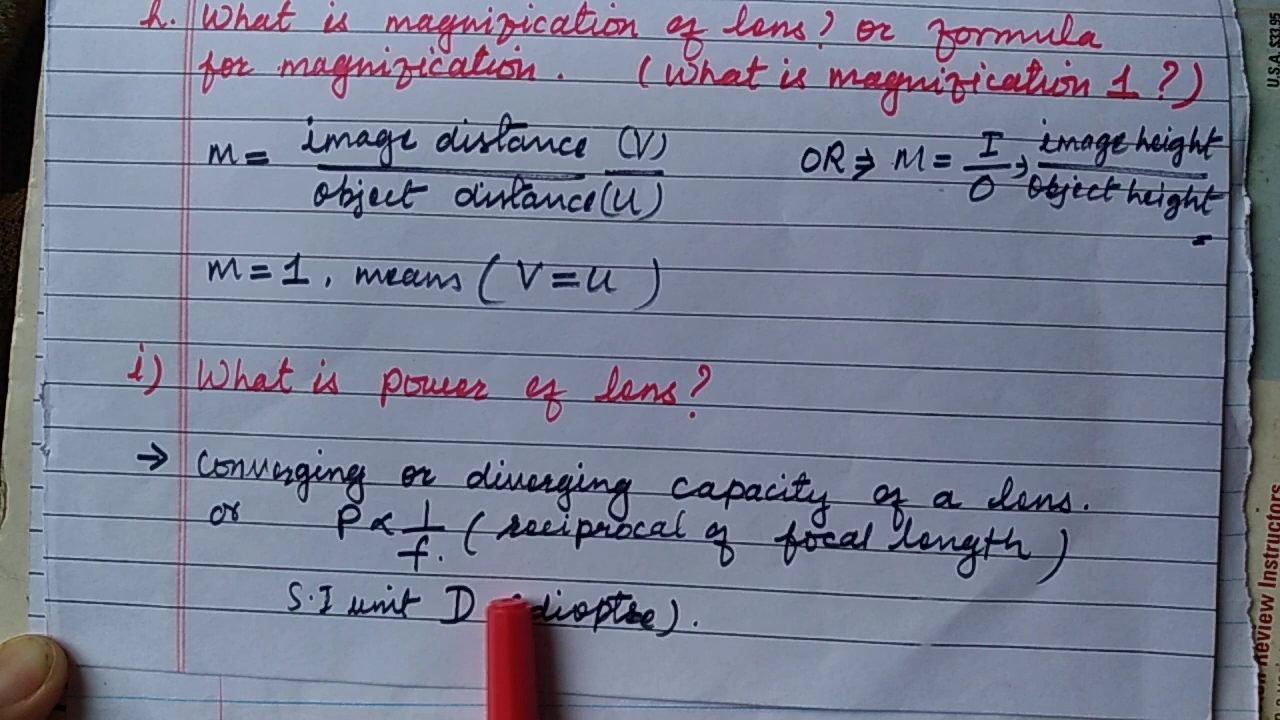 h. What is magnification of lens? or formula
for magnification. (What is magnification 1?)
m = image distance (V) / object distance (u) OR ⇒ M = I / O ; image height / object height
m = 1, means (V = u)
i) What is power of lens?
→ Converging or diverging capacity of a lens.
or P ∝ 1/f. (reciprocal of focal length)
S.I unit D (dioptre).
U.S.A. $33.95
Review Instructors